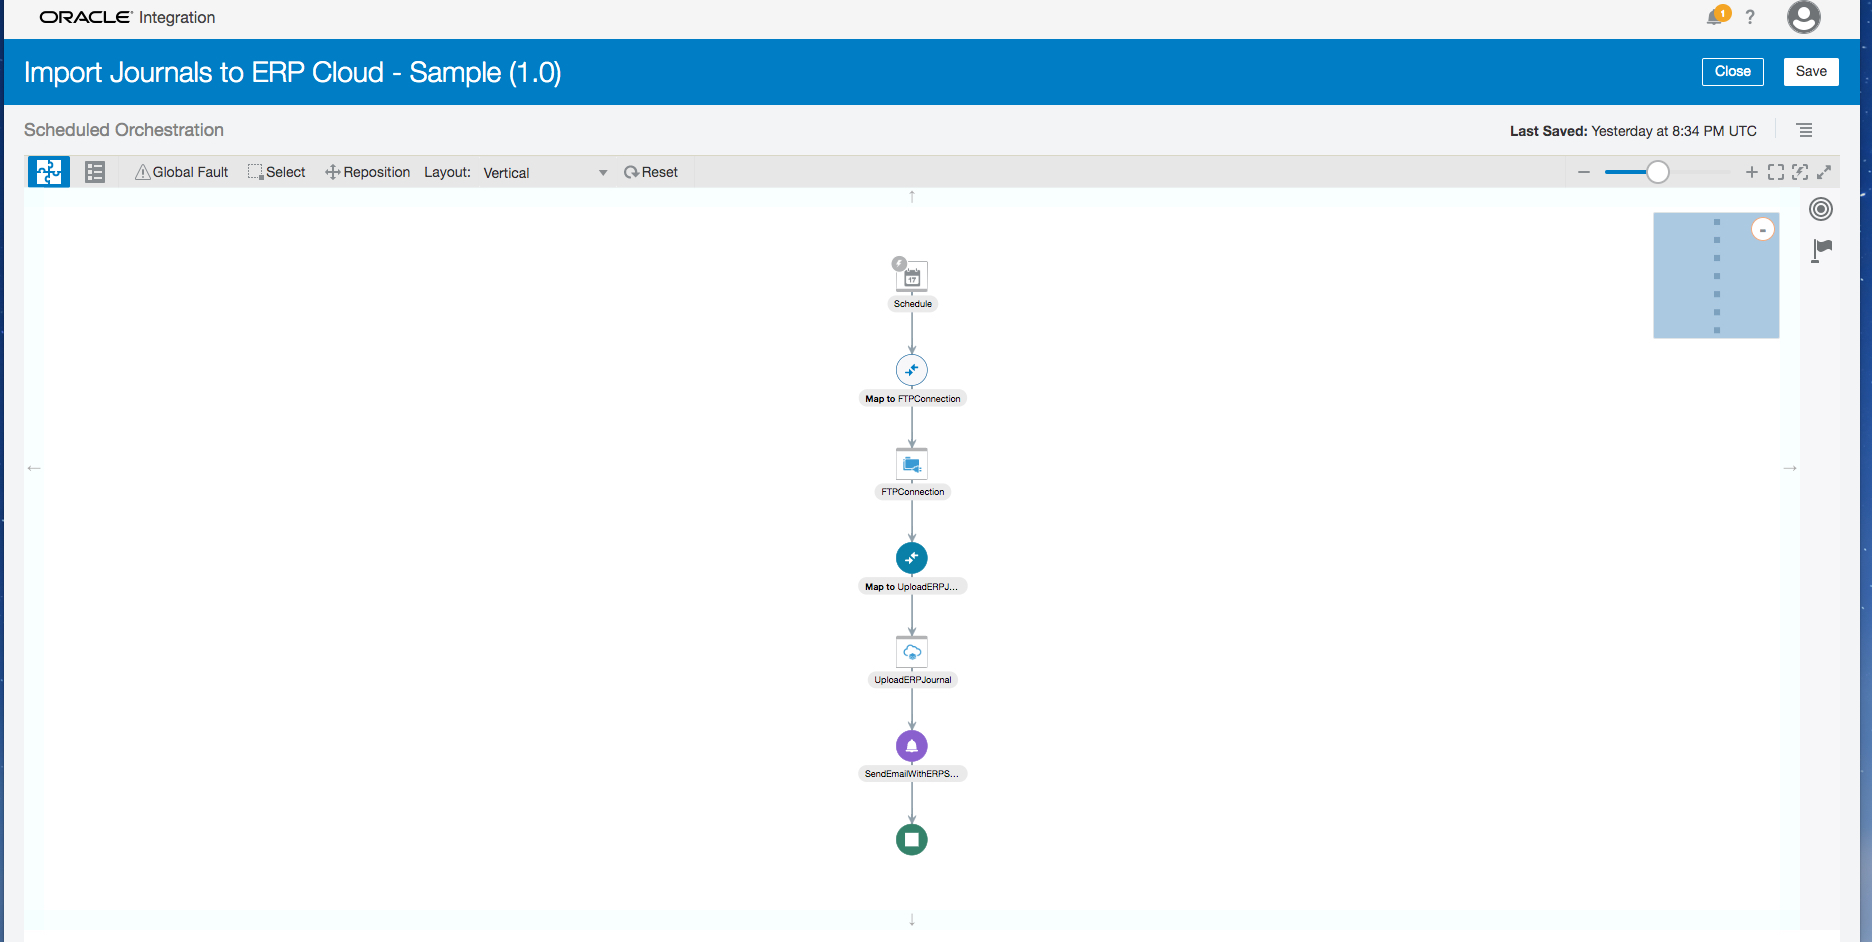 ORACLE Integration
1
?
Import Journals to ERP Cloud - Sample (1.0)
Close
Save
Scheduled Orchestration
Last Saved: Yesterday at 8:34 PM UTC
Global Fault
Select
Reposition
Layout: Vertical
Reset
17
Schedule
Map to FTPConnection
FTPConnection
Map to UploadERPJ...
UploadERPJournal
SendEmailWithERPS...